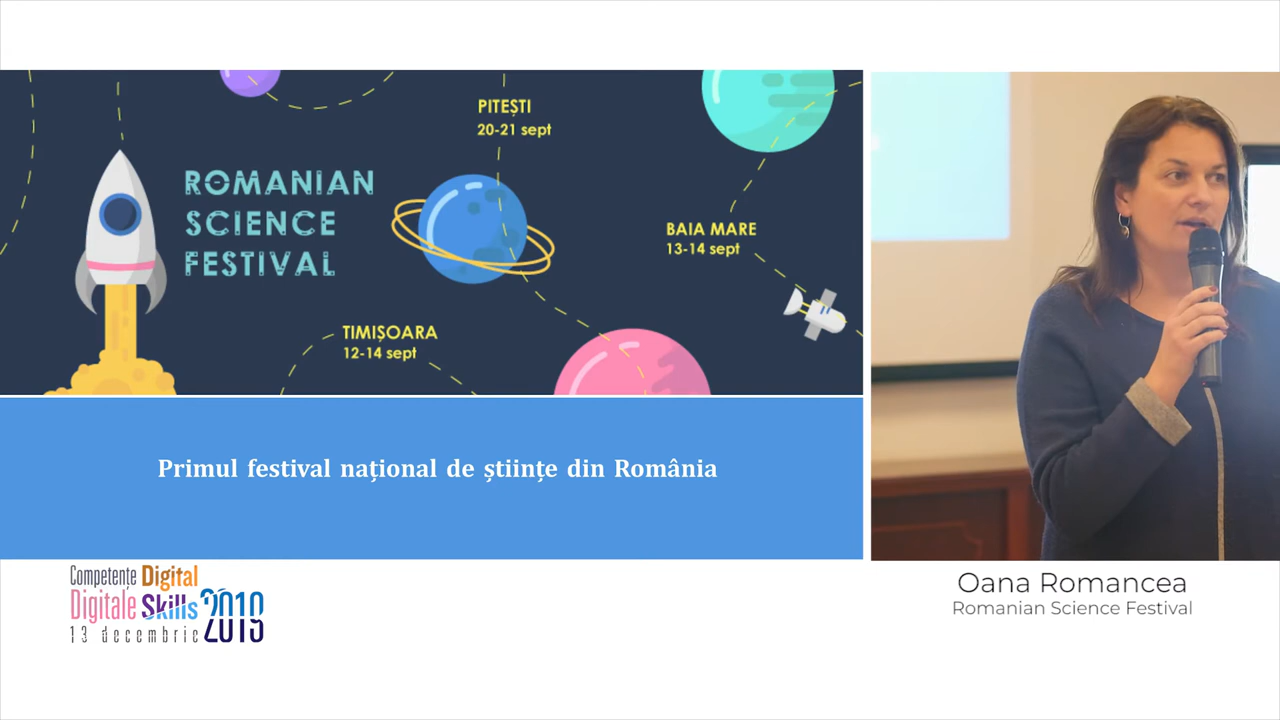 PITEȘTI
20-21 sept
ROMANIAN
SCIENCE
FESTIVAL
BAIA MARE
13-14 sept
TIMIȘOARA
12-14 sept
Primul festival național de științe din România
Competențe Digital
Digitale Skills 2019
13 decembrie
Oana Romancea
Romanian Science Festival